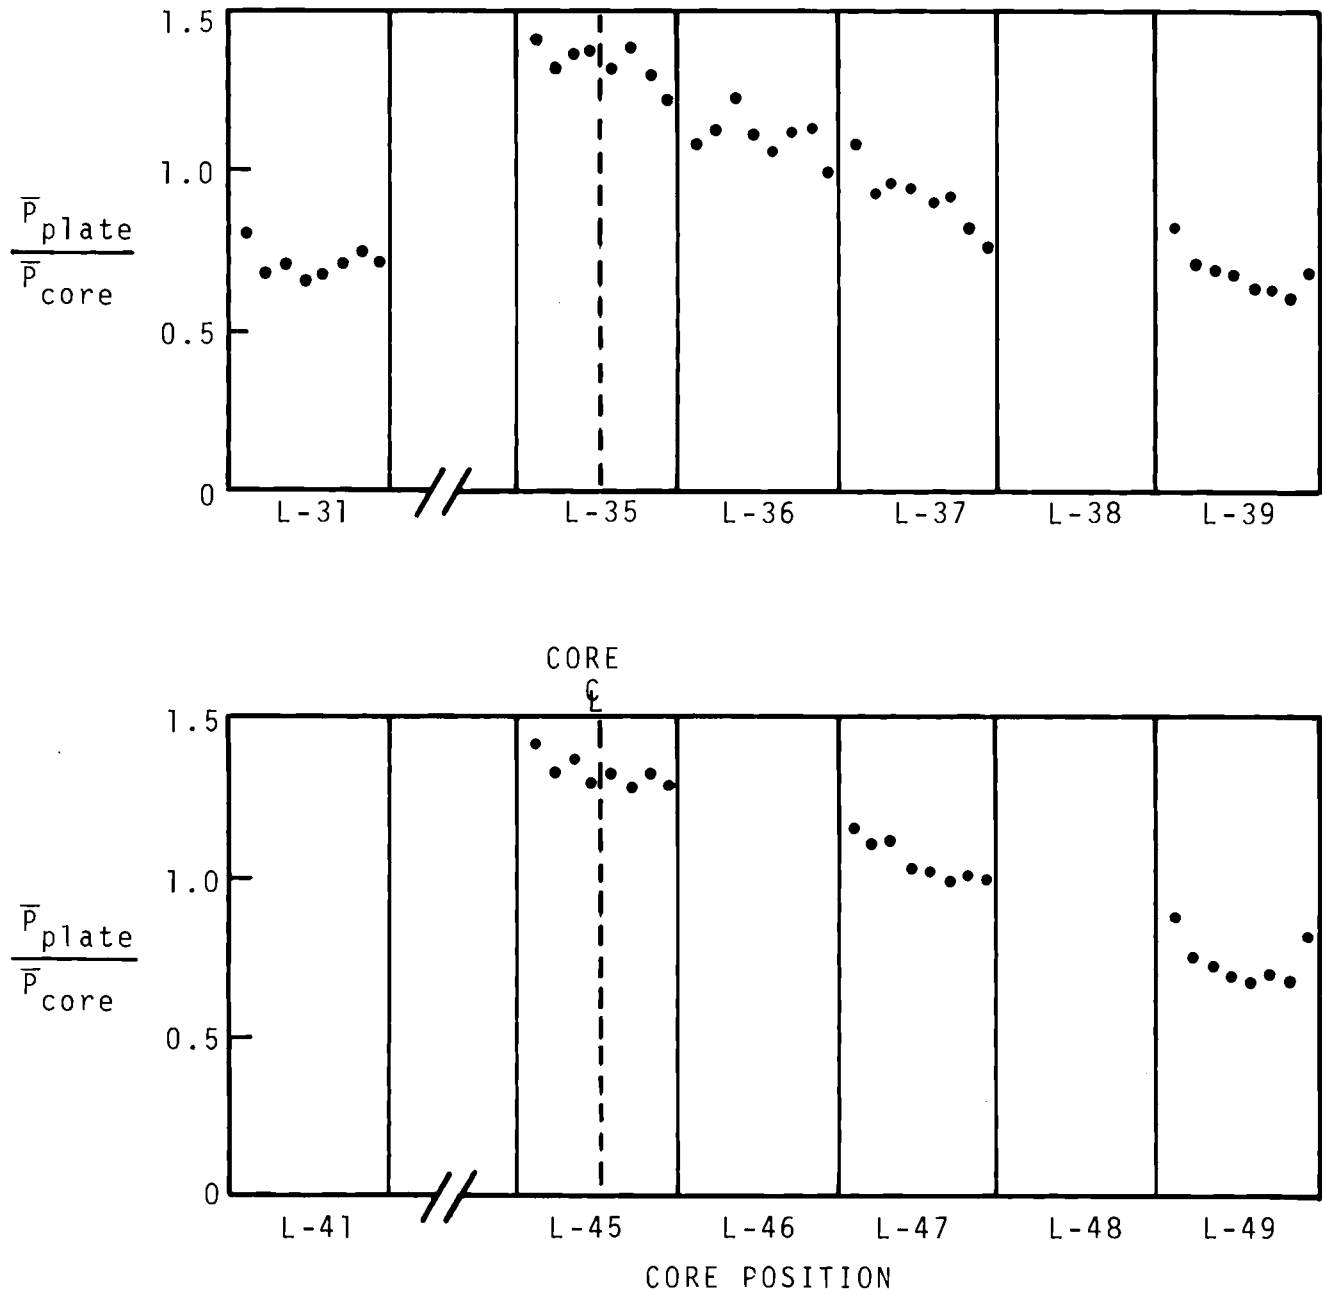 1.5
1.0
0.5
0
P̅plate
P̅core
L-31 L-35 L-36 L-37 L-38 L-39
CORE
℄
1.5
1.0
0.5
0
P̅plate
P̅core
L-41 L-45 L-46 L-47 L-48 L-49
CORE POSITION